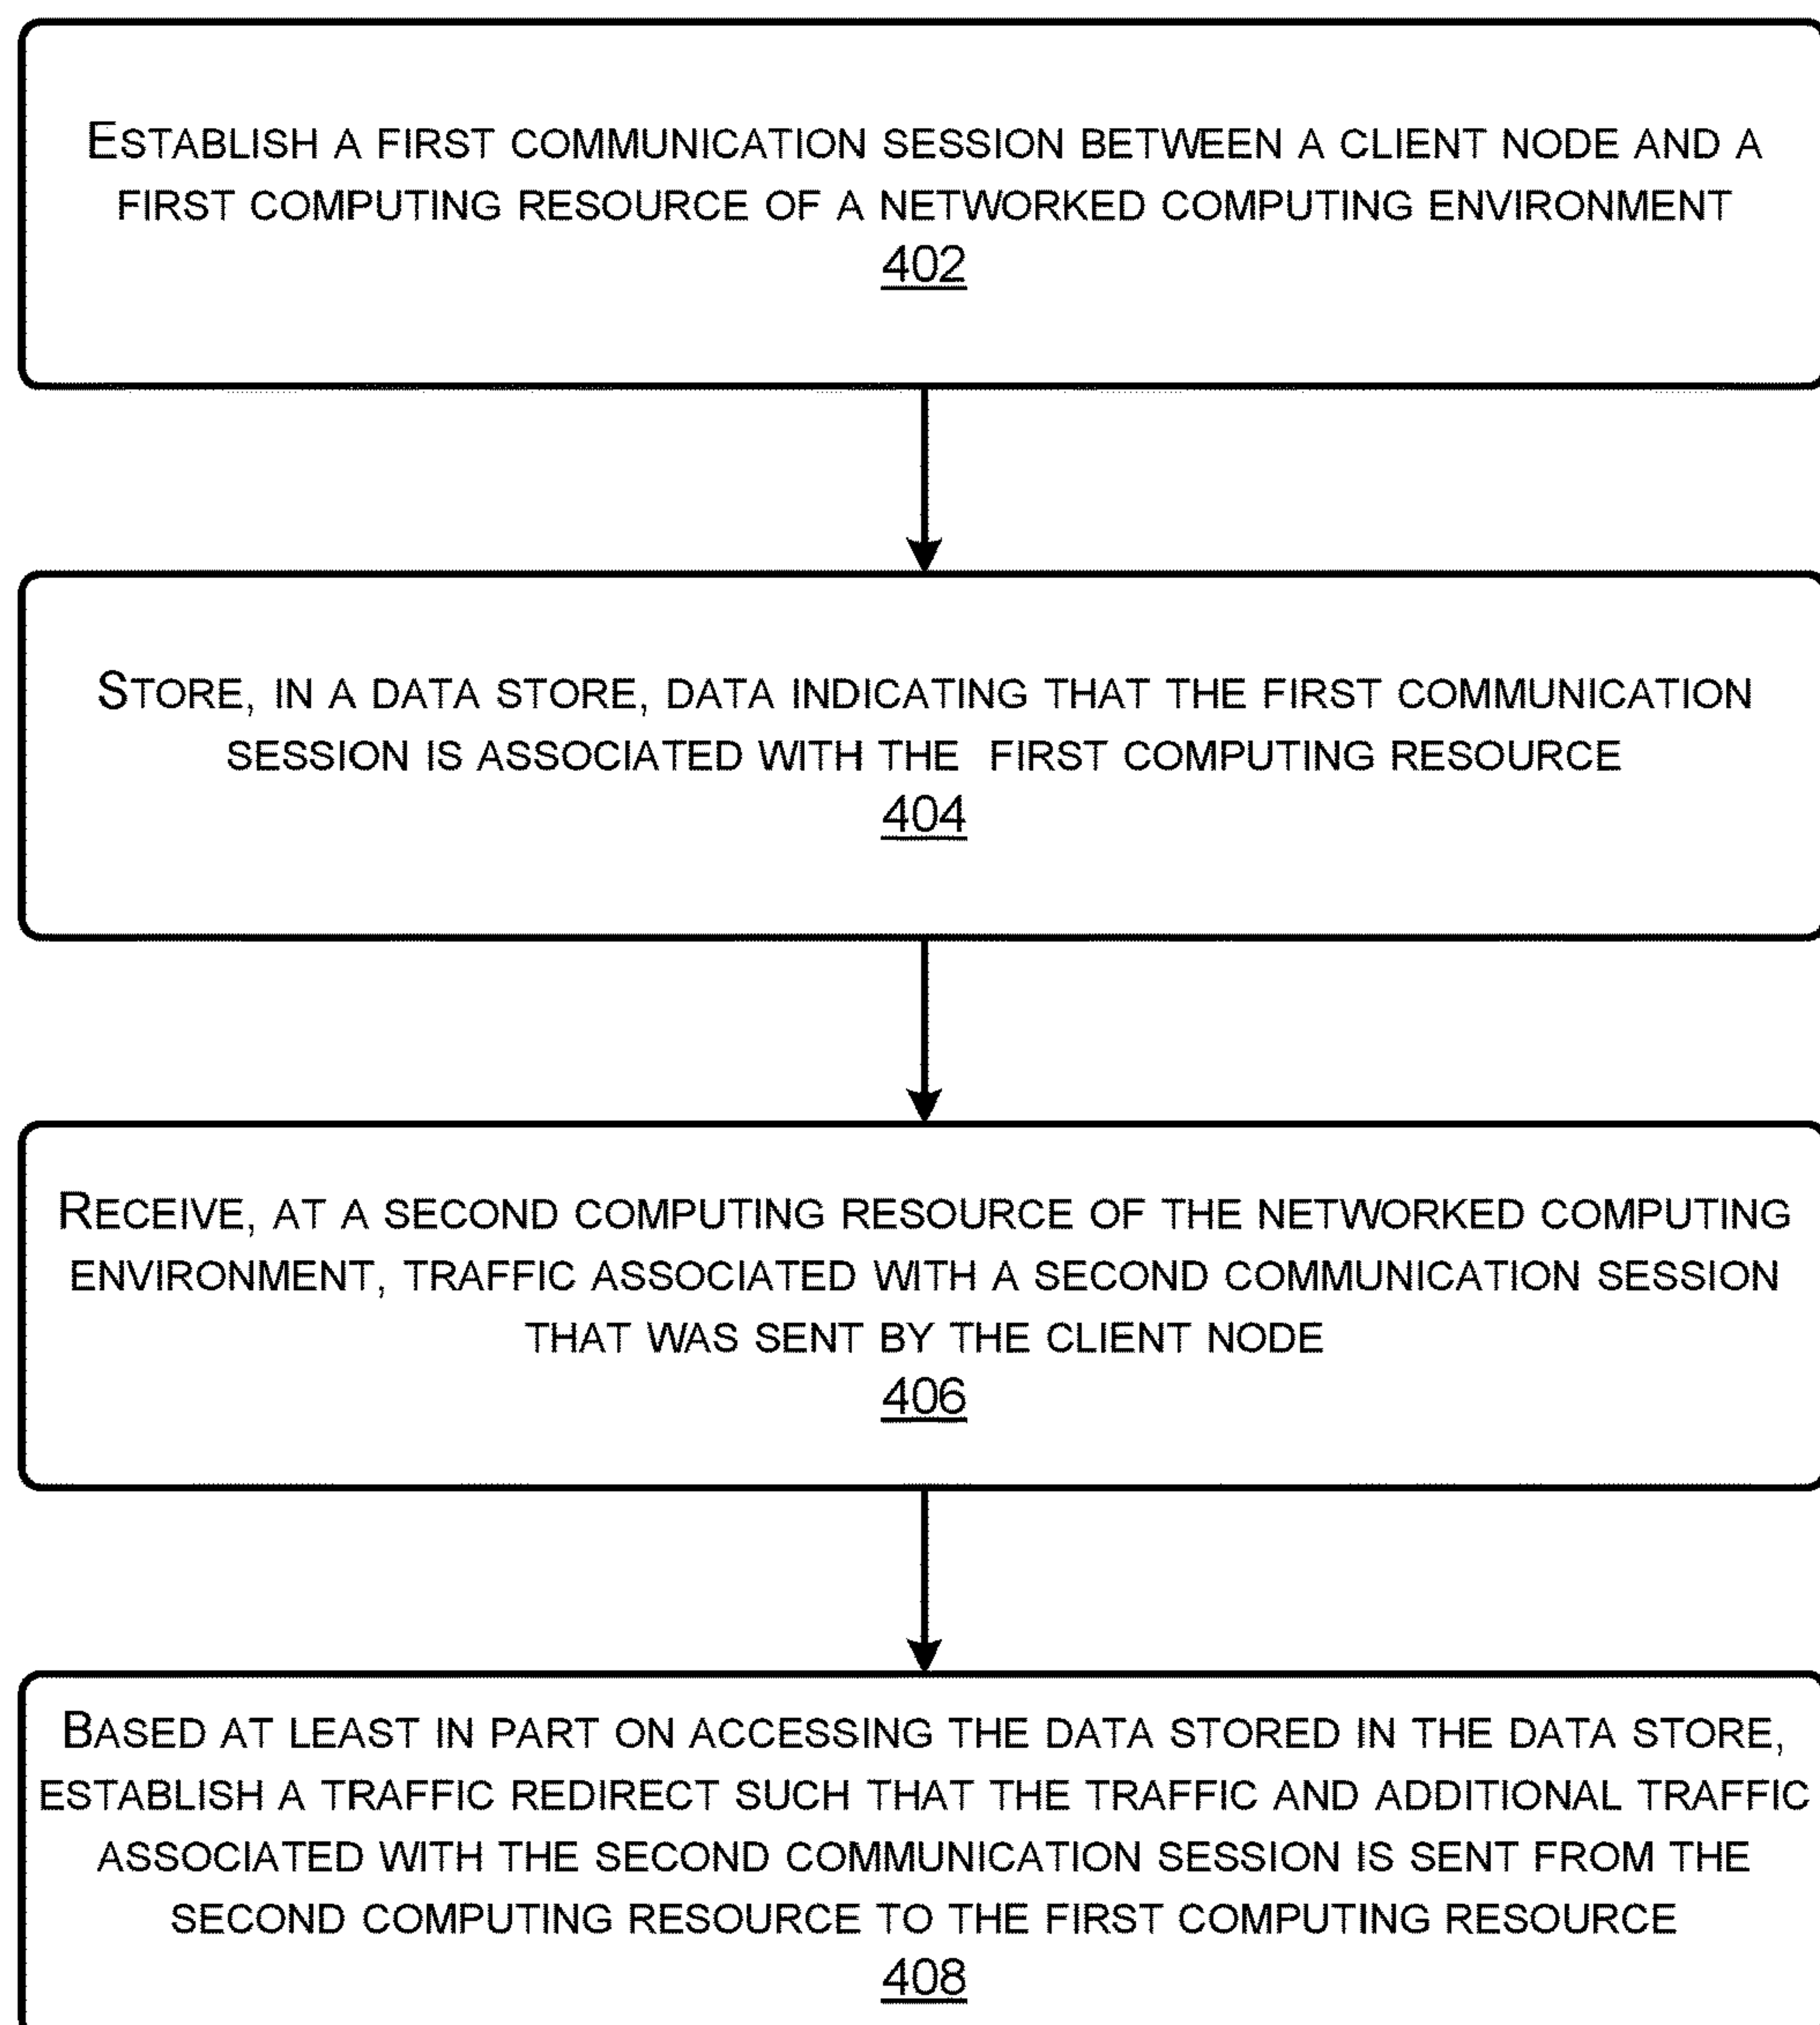 ESTABLISH A FIRST COMMUNICATION SESSION BETWEEN A CLIENT NODE AND A
FIRST COMPUTING RESOURCE OF A NETWORKED COMPUTING ENVIRONMENT
402
STORE, IN A DATA STORE, DATA INDICATING THAT THE FIRST COMMUNICATION
SESSION IS ASSOCIATED WITH THE FIRST COMPUTING RESOURCE
404
RECEIVE, AT A SECOND COMPUTING RESOURCE OF THE NETWORKED COMPUTING
ENVIRONMENT, TRAFFIC ASSOCIATED WITH A SECOND COMMUNICATION SESSION
THAT WAS SENT BY THE CLIENT NODE
406
BASED AT LEAST IN PART ON ACCESSING THE DATA STORED IN THE DATA STORE,
ESTABLISH A TRAFFIC REDIRECT SUCH THAT THE TRAFFIC AND ADDITIONAL TRAFFIC
ASSOCIATED WITH THE SECOND COMMUNICATION SESSION IS SENT FROM THE
SECOND COMPUTING RESOURCE TO THE FIRST COMPUTING RESOURCE
408